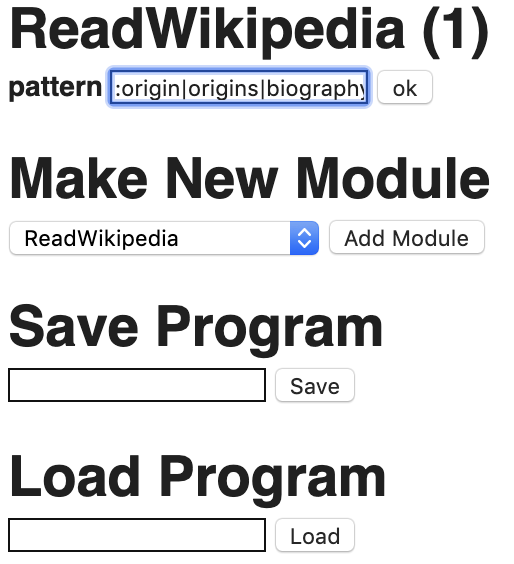 ReadWikipedia (1)
pattern :origin|origins|biography ok
Make New Module
ReadWikipedia Add Module
Save Program
Save
Load Program
Load